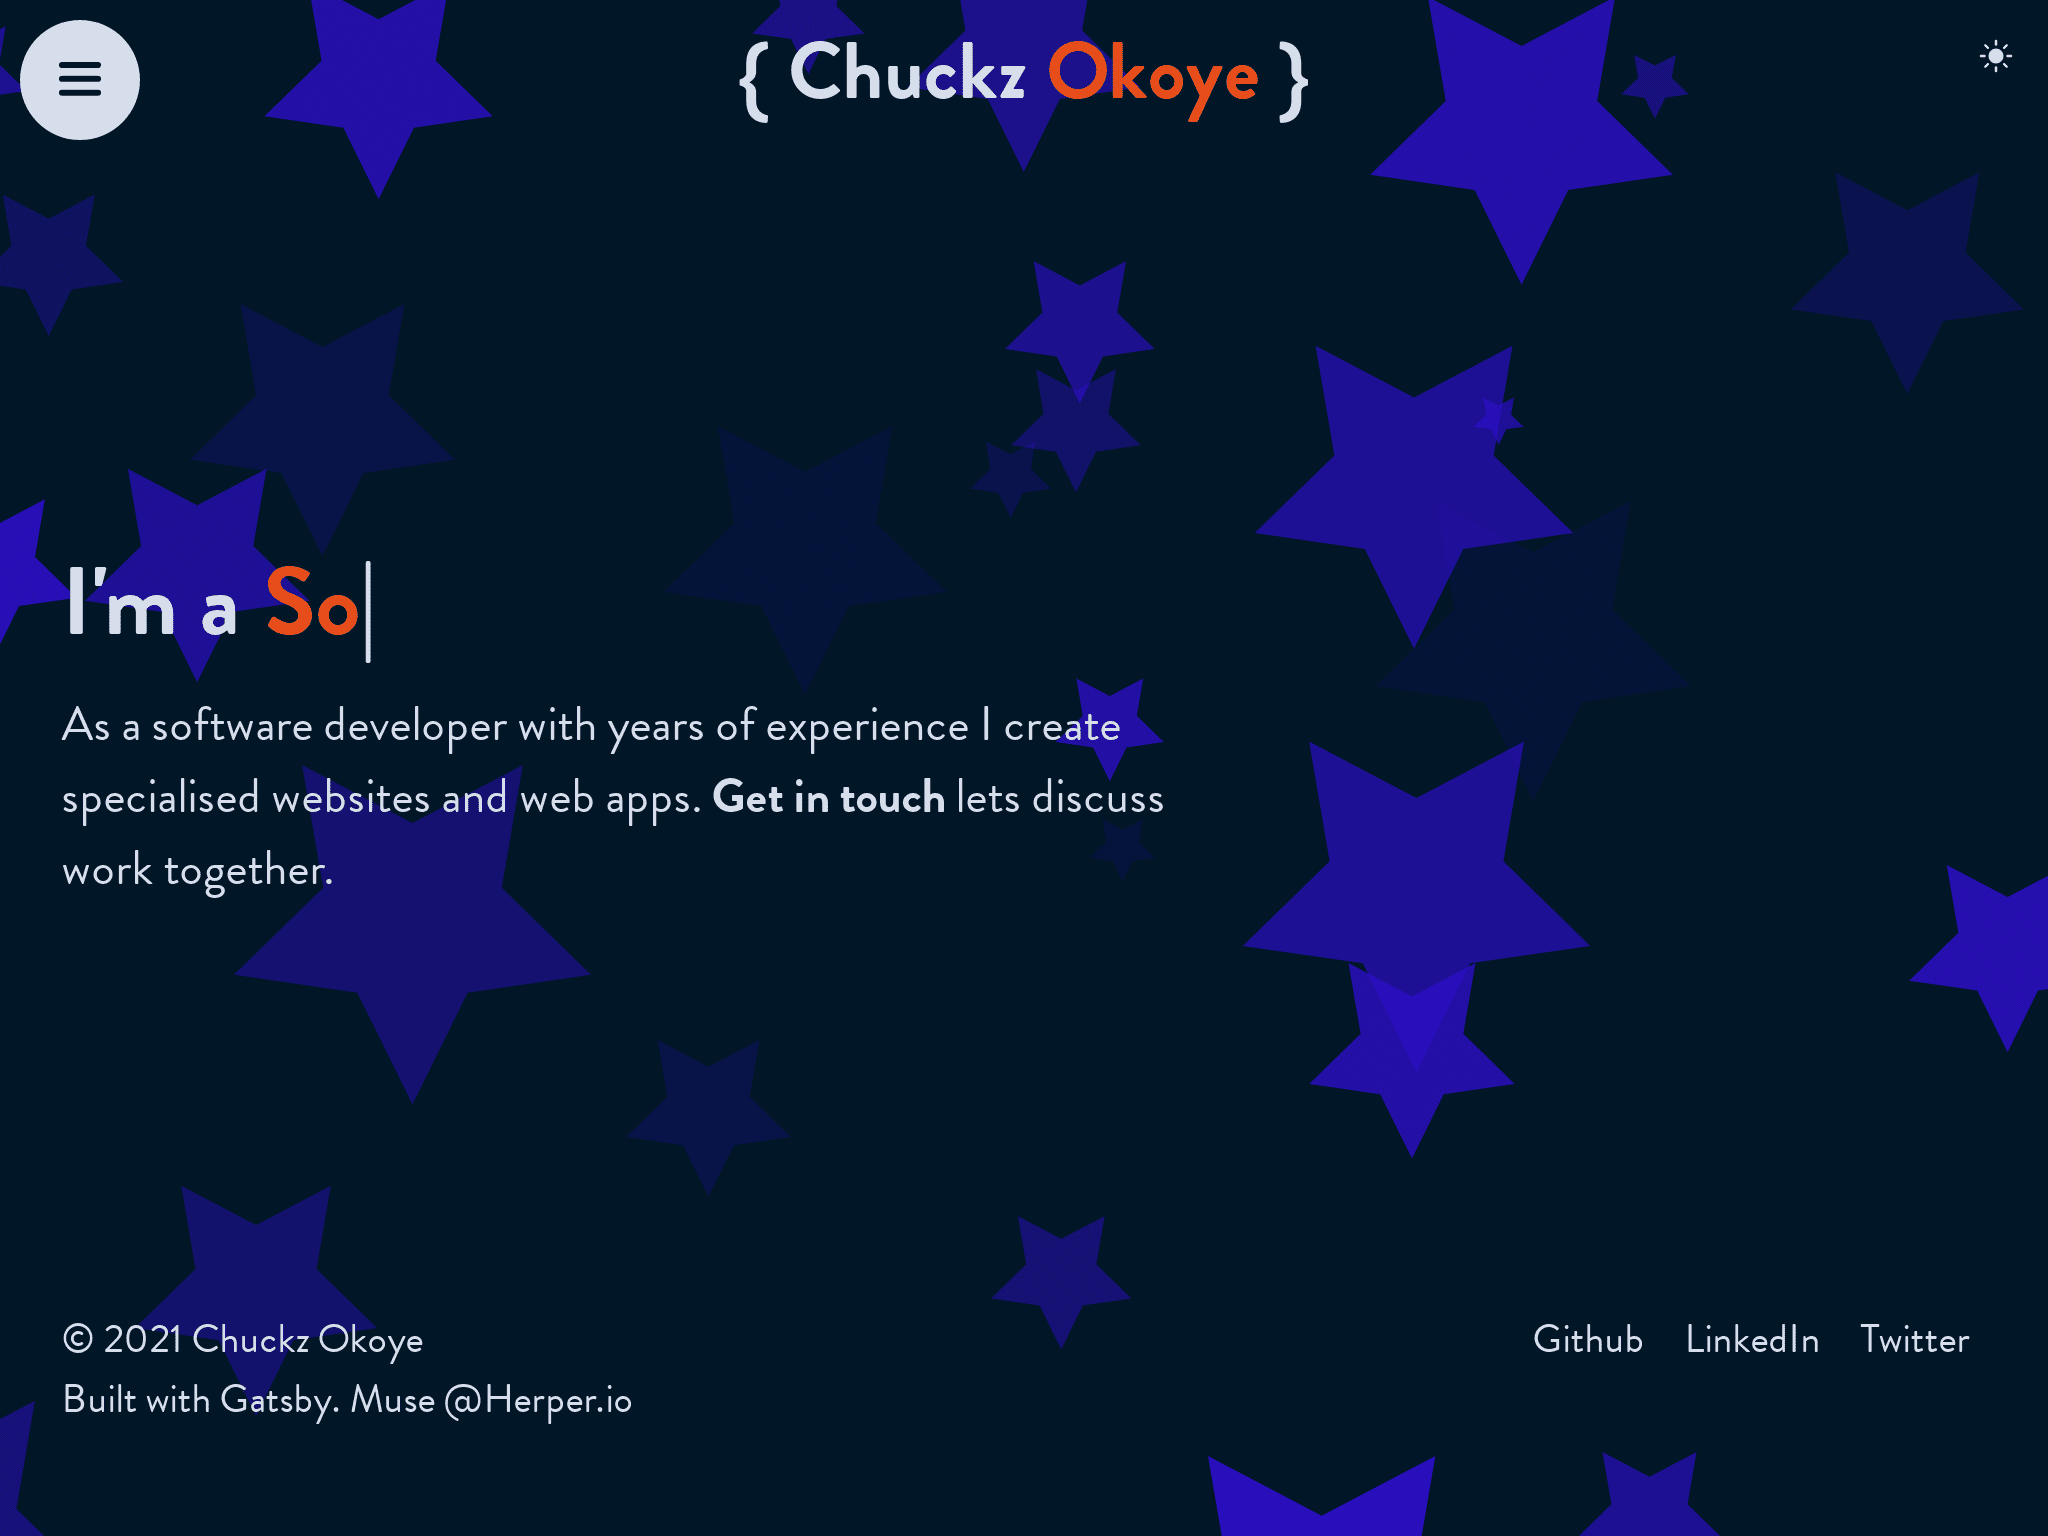 { Chuckz Okoye }
I'm a So
As a software developer with years of experience I create
specialised websites and web apps. Get in touch lets discuss
work together.
© 2021 Chuckz Okoye
Built with Gatsby. Muse @Herper.io
Github LinkedIn Twitter